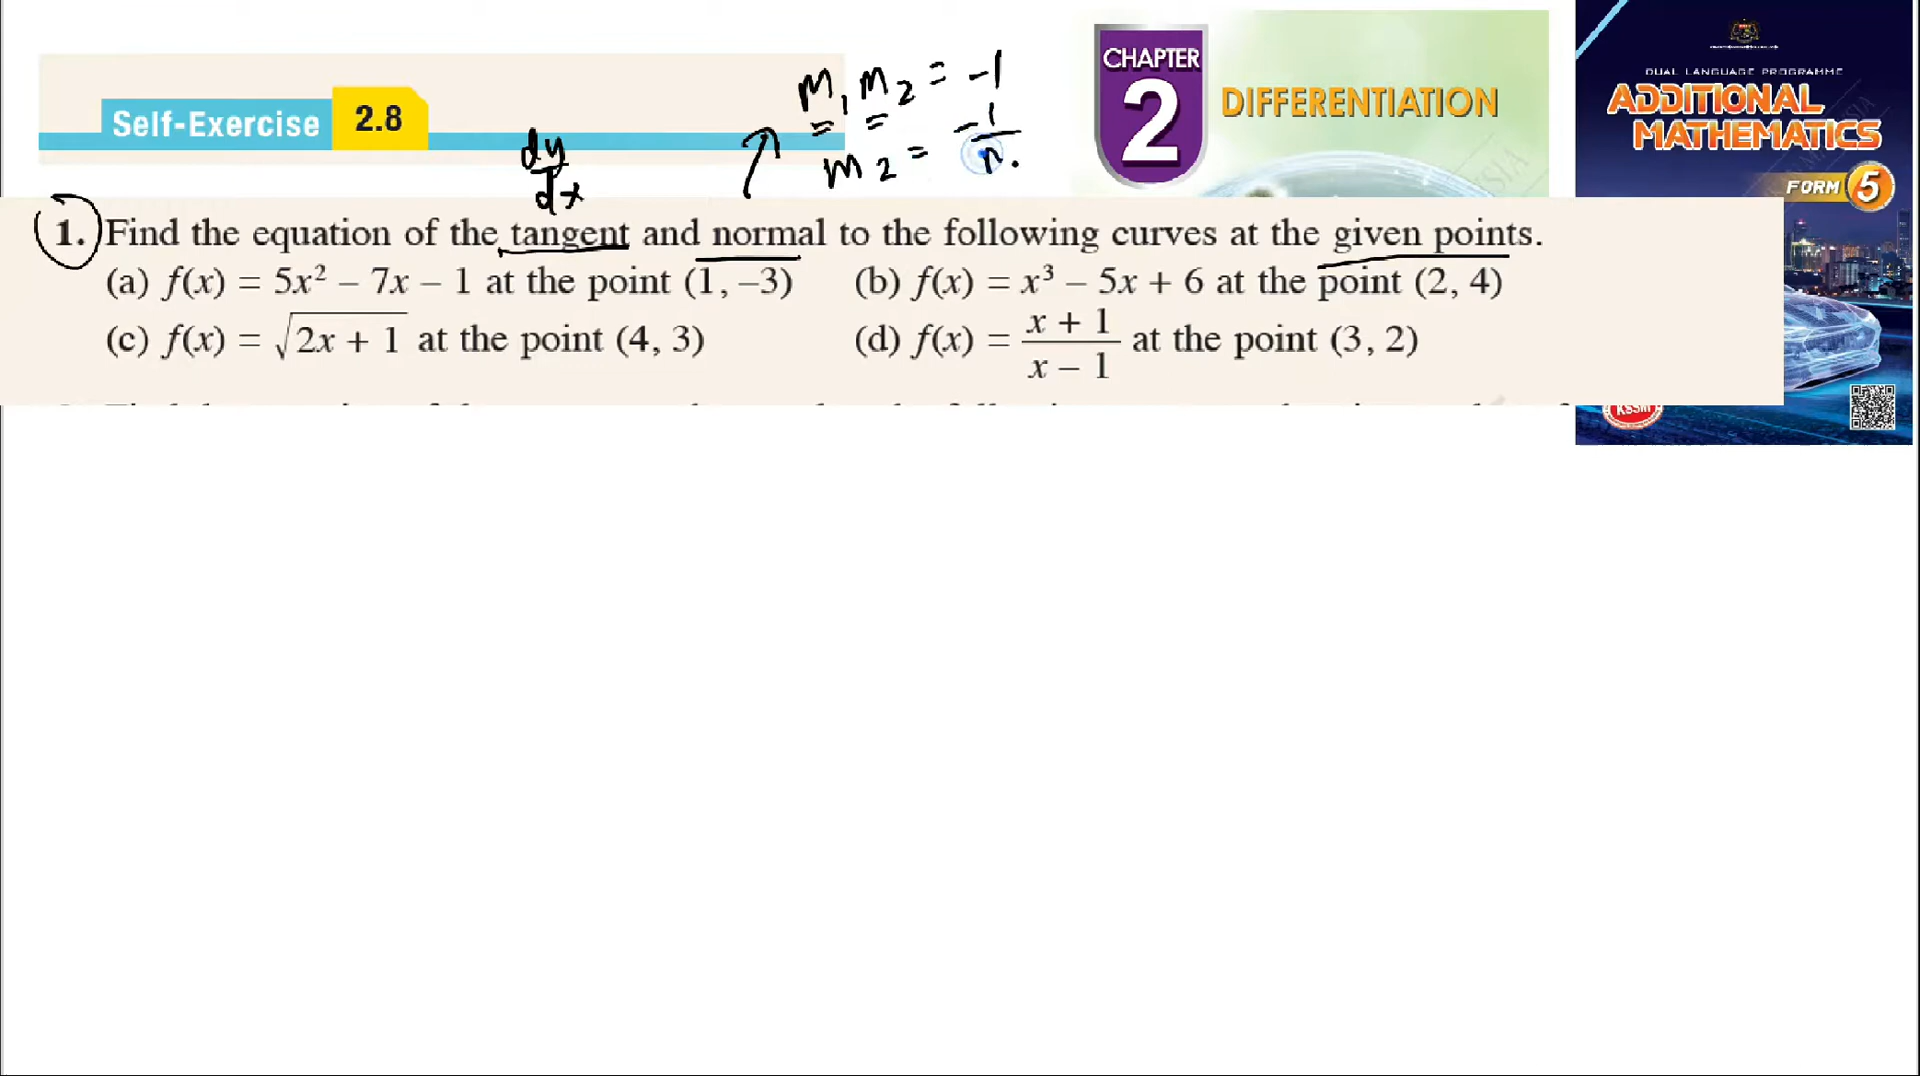 Self-Exercise 2.8
dy
dx
m₁ m₂ = -1
m₂ = -1
CHAPTER
2
DIFFERENTIATION
DUAL LANGUAGE PROGRAMME
ADDITIONAL
MATHEMATICS
FORM 5
1. Find the equation of the tangent and normal to the following curves at the given points.
(a) f(x) = 5x² – 7x – 1 at the point (1, –3)
(b) f(x) = x³ – 5x + 6 at the point (2, 4)
(c) f(x) = √(2x + 1) at the point (4, 3)
(d) f(x) = x + 1 / x – 1 at the point (3, 2)
KSSM